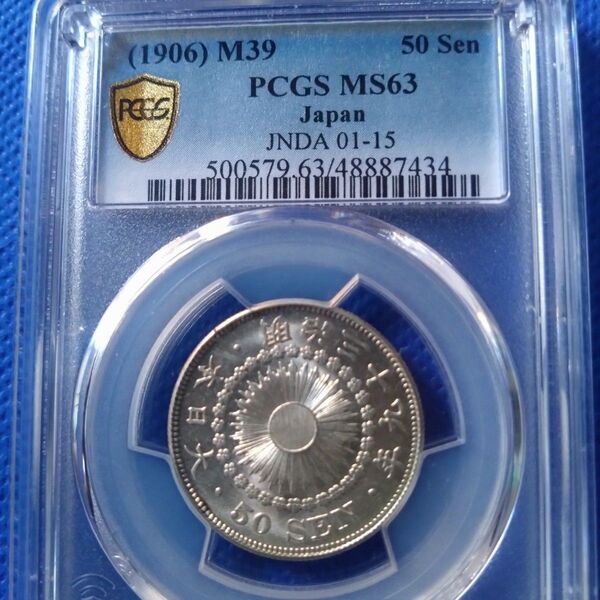 (1906) M39 50 Sen
PCGS MS63
Japan
JNDA 01-15
500579.63/48887434
PCGS
大日本・明治三十九年・
50 SEN